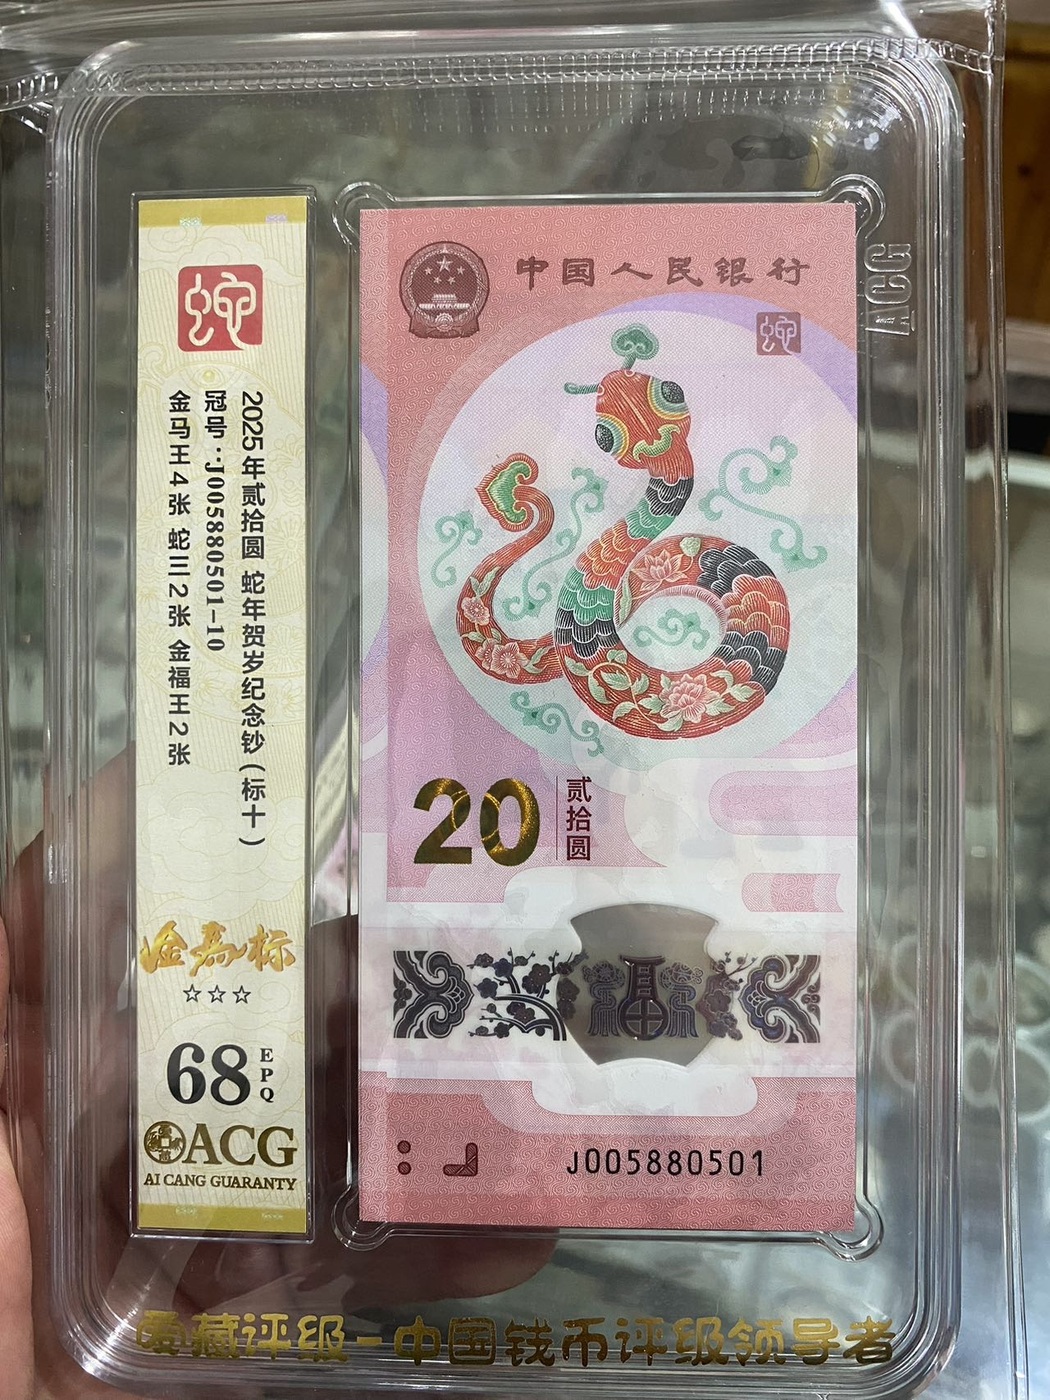 蛇
2025年贰拾圆 蛇年贺岁纪念钞（标十）
冠号：J005880501-10
金马王4张 蛇三2张 金福王2张
金马标
☆☆☆
68 EPQ
ACG
AI CANG GUARANTY
中国人民银行
蛇
20 贰拾圆
J005880501
ACG
爱藏评级-中国钱币评级领导者